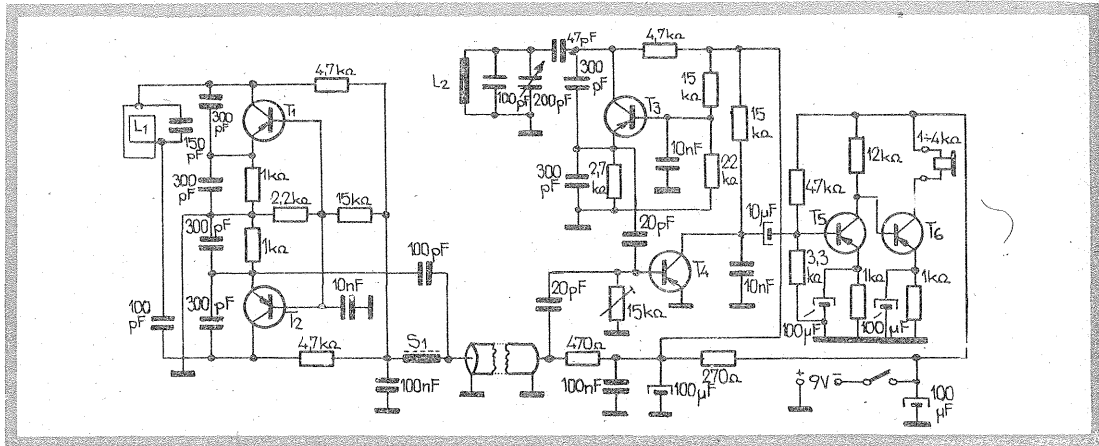 4,7kΩ
L1
150 pF
300 pF
T1
1kΩ
300 pF
2,2kΩ
15kΩ
300 pF
1kΩ
100 pF
10nF
100 pF
300 pF
T2
4,7kΩ
S1
100nF
L2
100pF
200pF
47pF
300 pF
4,7kΩ
T3
15 kΩ
15 kΩ
10nF
22 kΩ
300 pF
2,7 kΩ
20pF
20pF
15kΩ
T4
10µF
10nF
470Ω
100nF
100µF
270Ω
47kΩ
12kΩ
1÷4kΩ
T5
T6
3,3 kΩ
1kΩ
1kΩ
100µF
100µF
+ 9V -
100 µF